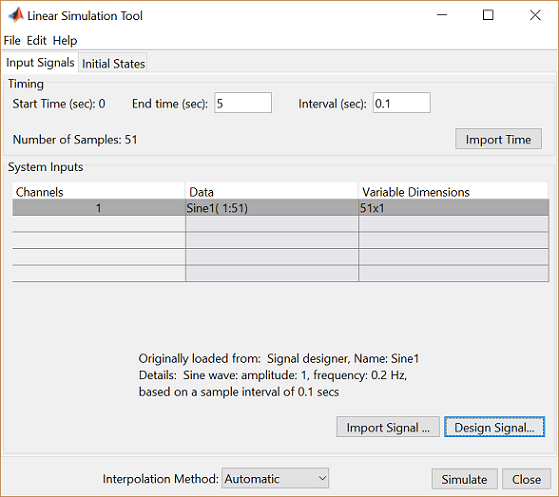 Linear Simulation Tool
File Edit Help
Input Signals Initial States
Timing
Start Time (sec): 0 End time (sec): 5 Interval (sec): 0.1
Number of Samples: 51 Import Time
System Inputs
Channels Data Variable Dimensions
1 Sine1( 1:51) 51x1
Originally loaded from: Signal designer, Name: Sine1
Details: Sine wave: amplitude: 1, frequency: 0.2 Hz,
based on a sample interval of 0.1 secs
Import Signal ... Design Signal...
Interpolation Method: Automatic Simulate Close